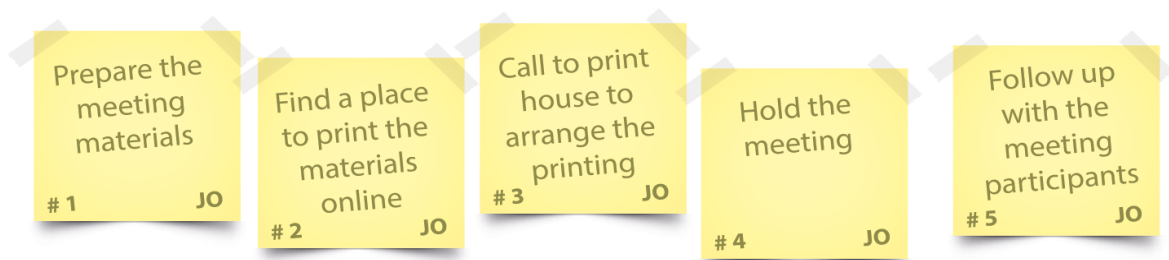 Prepare the
meeting
materials
# 1 JO
Find a place
to print the
materials
online
# 2 JO
Call to print
house to
arrange the
printing
# 3 JO
Hold the
meeting
# 4 JO
Follow up
with the
meeting
participants
# 5 JO